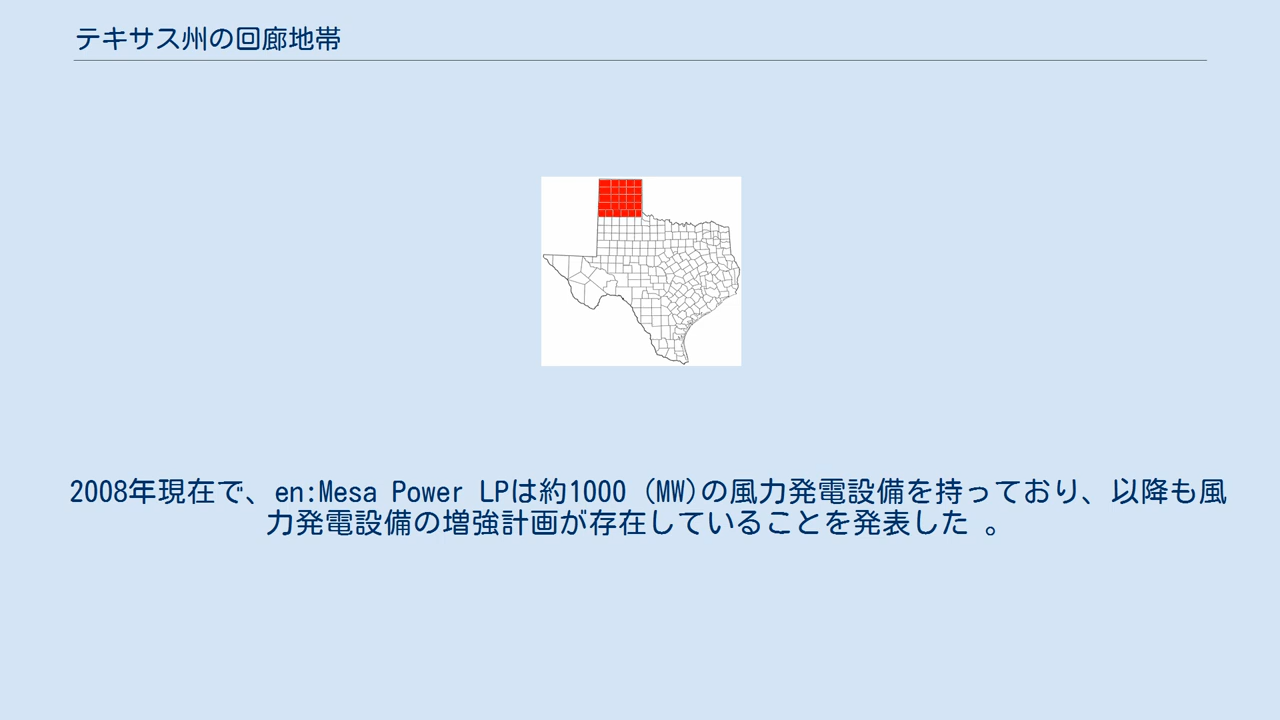 テキサス州の回廊地帯
2008年現在で、en:Mesa Power LPは約1000 (MW)の風力発電設備を持っており、以降も風
力発電設備の増強計画が存在していることを発表した 。